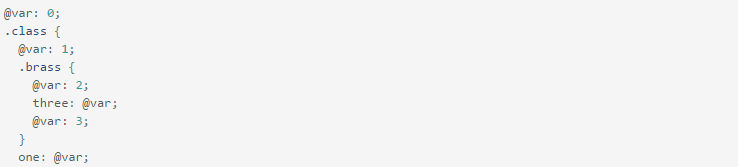 @var: 0;
.class {
  @var: 1;
  .brass {
    @var: 2;
    three: @var;
    @var: 3;
  }
  one: @var;